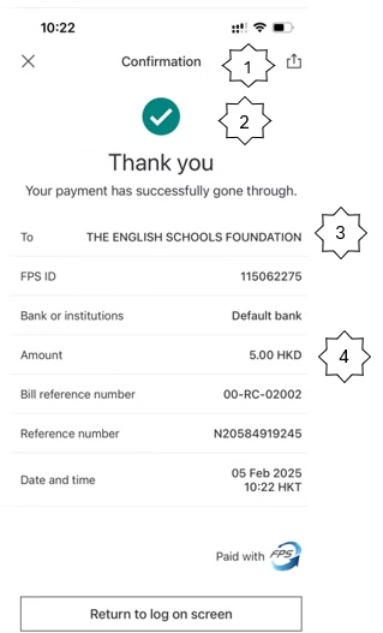 10:22
Confirmation
1
2
Thank you
Your payment has successfully gone through.
To THE ENGLISH SCHOOLS FOUNDATION
3
FPS ID 115062275
Bank or institutions Default bank
Amount 5.00 HKD
4
Bill reference number 00-RC-02002
Reference number N20584919245
Date and time 05 Feb 2025
10:22 HKT
Paid with FPS
Return to log on screen